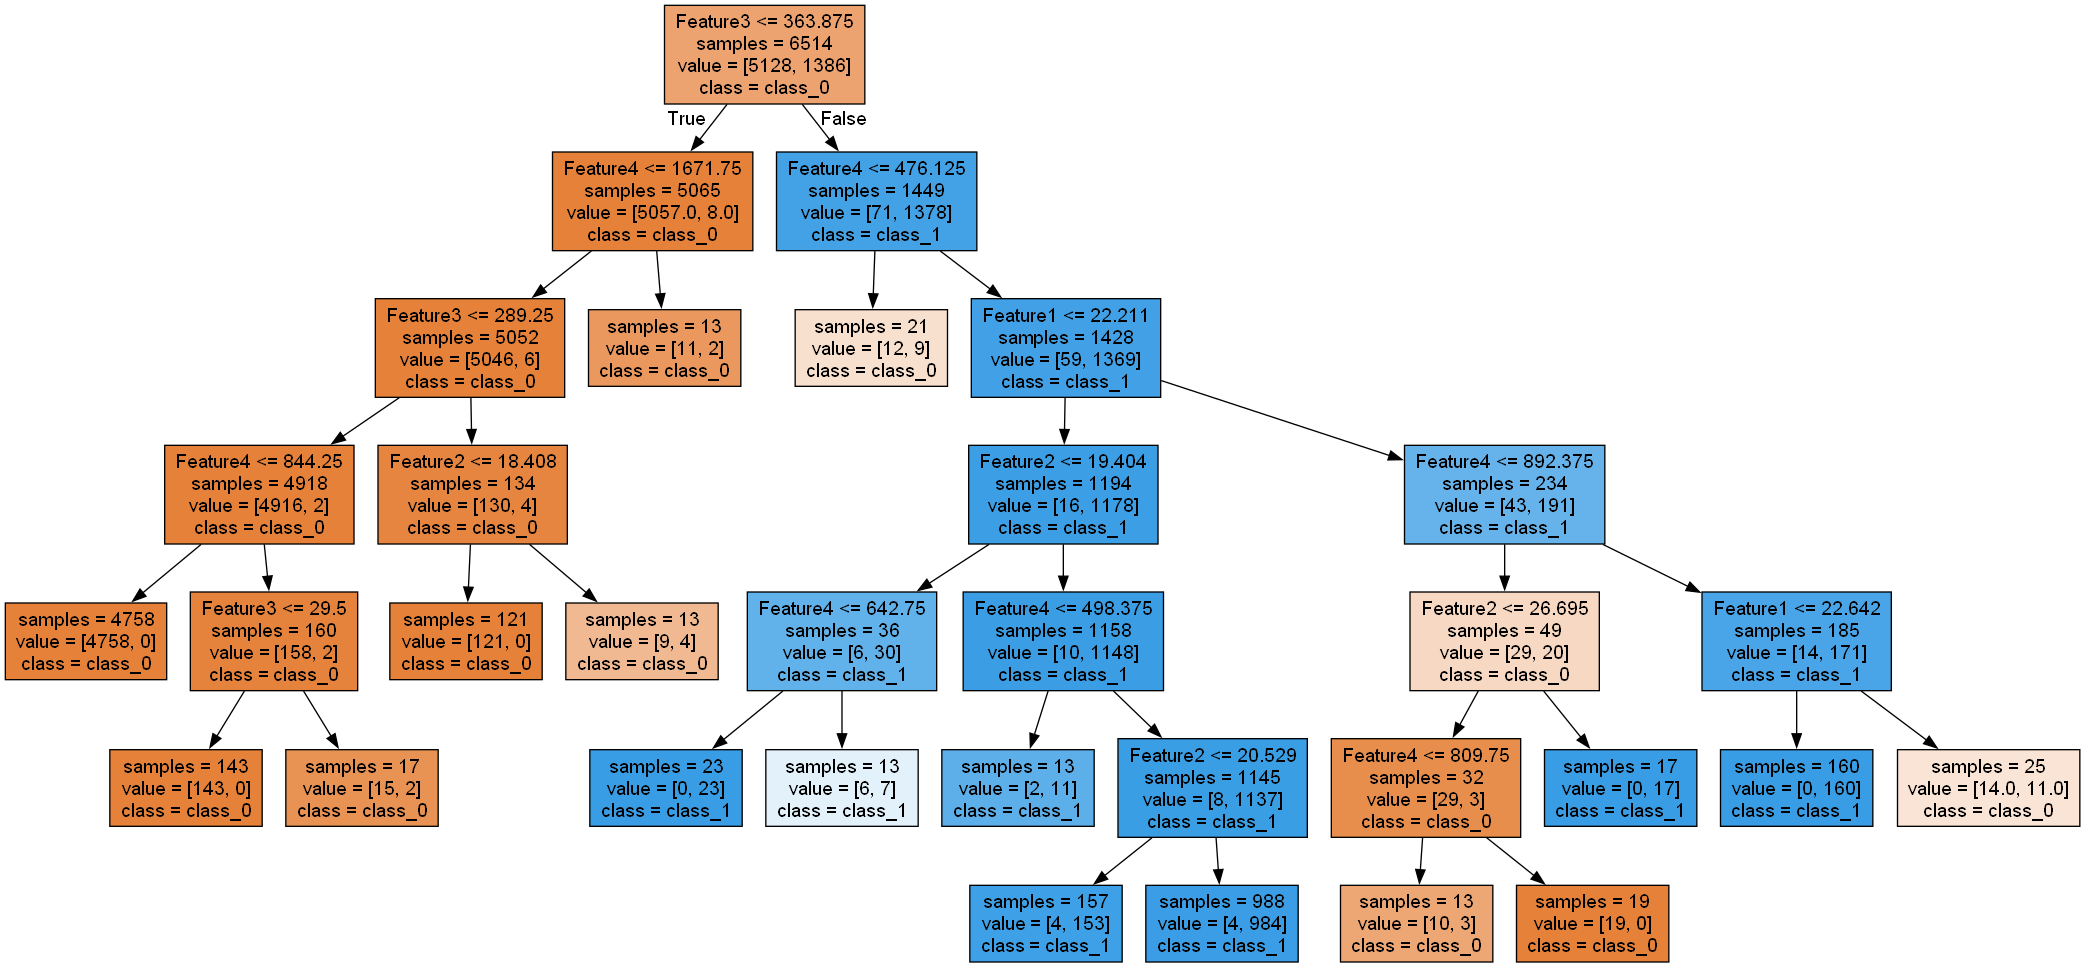 Feature3 <= 363.875
samples = 6514
value = [5128, 1386]
class = class_0
True
False
Feature4 <= 1671.75
samples = 5065
value = [5057.0, 8.0]
class = class_0
Feature4 <= 476.125
samples = 1449
value = [71, 1378]
class = class_1
Feature3 <= 289.25
samples = 5052
value = [5046, 6]
class = class_0
samples = 13
value = [11, 2]
class = class_0
samples = 21
value = [12, 9]
class = class_0
Feature1 <= 22.211
samples = 1428
value = [59, 1369]
class = class_1
Feature4 <= 844.25
samples = 4918
value = [4916, 2]
class = class_0
Feature2 <= 18.408
samples = 134
value = [130, 4]
class = class_0
Feature2 <= 19.404
samples = 1194
value = [16, 1178]
class = class_1
Feature4 <= 892.375
samples = 234
value = [43, 191]
class = class_1
samples = 4758
value = [4758, 0]
class = class_0
Feature3 <= 29.5
samples = 160
value = [158, 2]
class = class_0
samples = 121
value = [121, 0]
class = class_0
samples = 13
value = [9, 4]
class = class_0
Feature4 <= 642.75
samples = 36
value = [6, 30]
class = class_1
Feature4 <= 498.375
samples = 1158
value = [10, 1148]
class = class_1
Feature2 <= 26.695
samples = 49
value = [29, 20]
class = class_0
Feature1 <= 22.642
samples = 185
value = [14, 171]
class = class_1
samples = 143
value = [143, 0]
class = class_0
samples = 17
value = [15, 2]
class = class_0
samples = 23
value = [0, 23]
class = class_1
samples = 13
value = [6, 7]
class = class_1
samples = 13
value = [2, 11]
class = class_1
Feature2 <= 20.529
samples = 1145
value = [8, 1137]
class = class_1
Feature4 <= 809.75
samples = 32
value = [29, 3]
class = class_0
samples = 17
value = [0, 17]
class = class_1
samples = 160
value = [0, 160]
class = class_1
samples = 25
value = [14.0, 11.0]
class = class_0
samples = 157
value = [4, 153]
class = class_1
samples = 988
value = [4, 984]
class = class_1
samples = 13
value = [10, 3]
class = class_0
samples = 19
value = [19, 0]
class = class_0